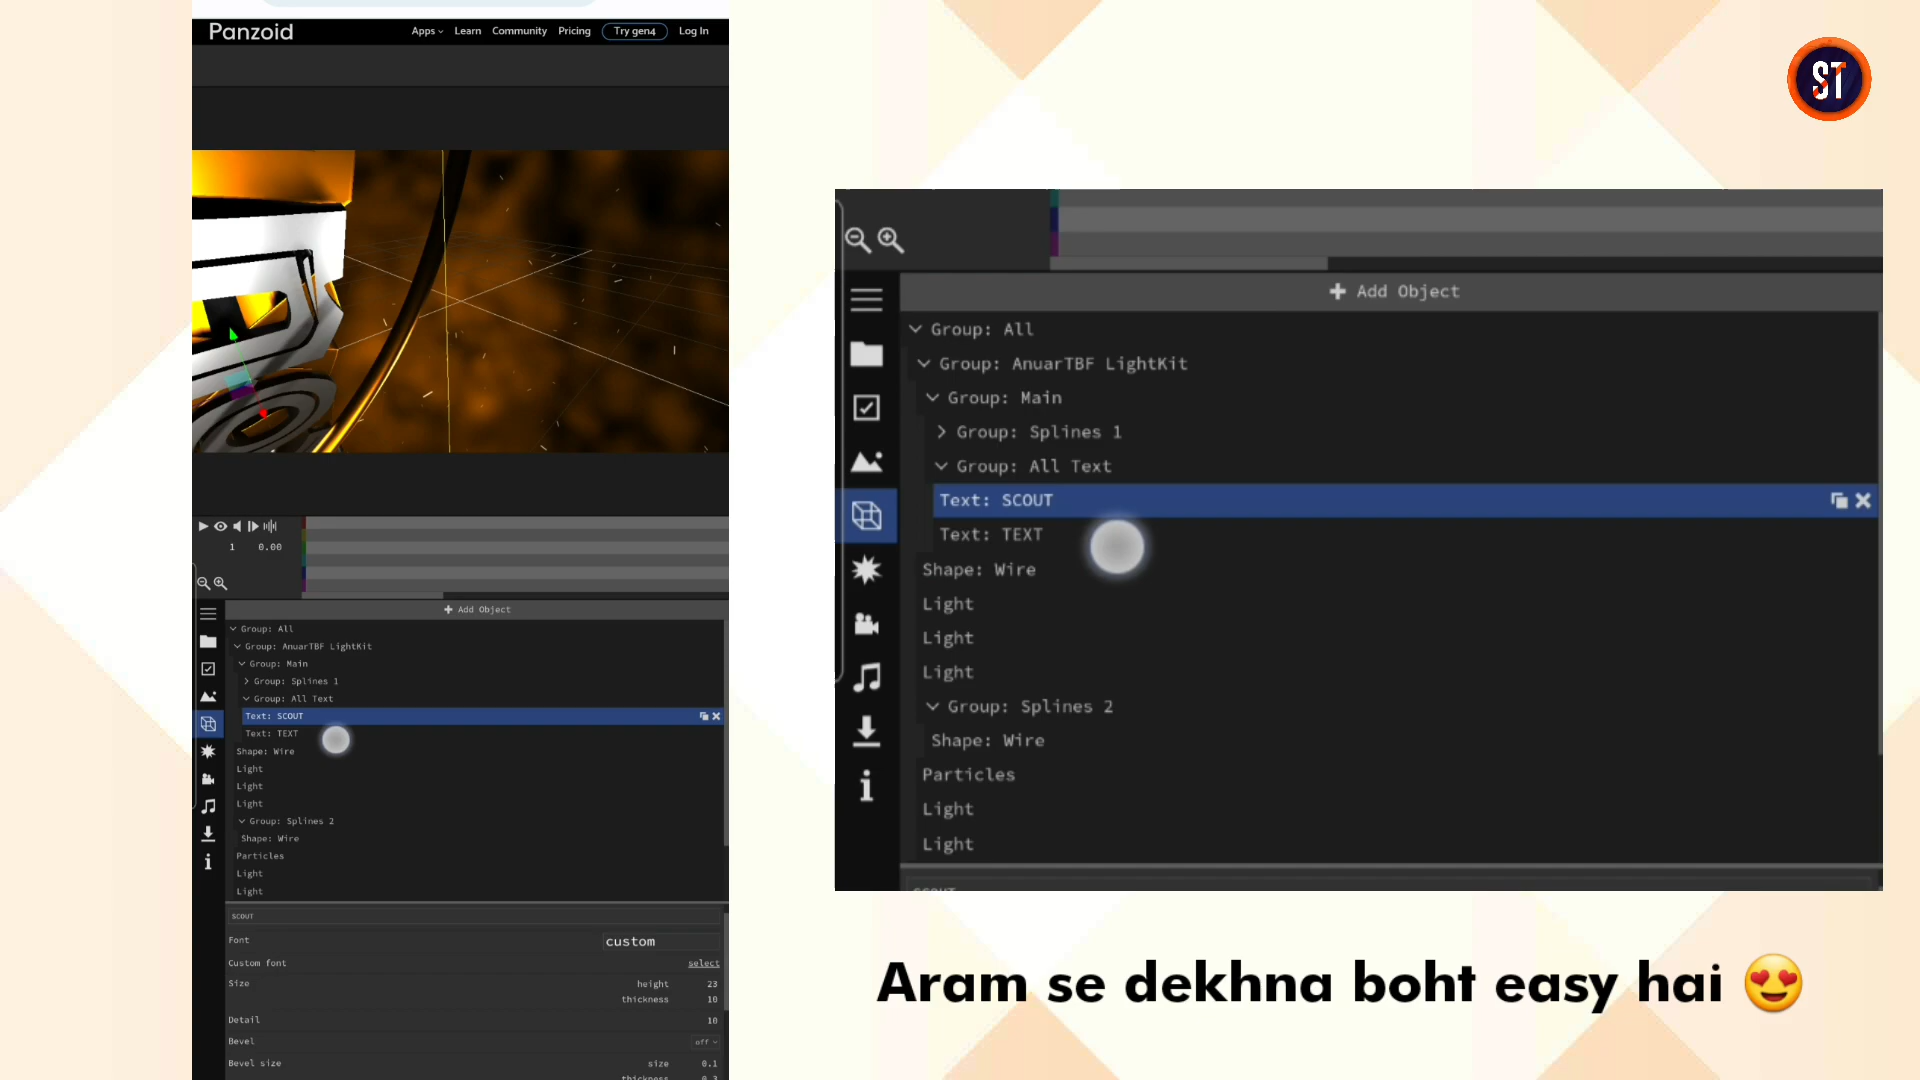 Panzoid
Apps Learn Community Pricing Try gen4 Log In
1 0.00
Add Object
Group: All
Group: AnuarTBF LightKit
Group: Main
Group: Splines 1
Group: All Text
Text: SCOUT
Text: TEXT
Shape: Wire
Light
Light
Light
Group: Splines 2
Shape: Wire
Particles
Light
Light
SCOUT
Font custom
Custom font select
Size height 23
thickness 10
Detail 10
Bevel off
Bevel size size 0.1
thickness 0.3
ST
Add Object
Group: All
Group: AnuarTBF LightKit
Group: Main
Group: Splines 1
Group: All Text
Text: SCOUT
Text: TEXT
Shape: Wire
Light
Light
Light
Group: Splines 2
Shape: Wire
Particles
Light
Light
Aram se dekhna boht easy hai 😍